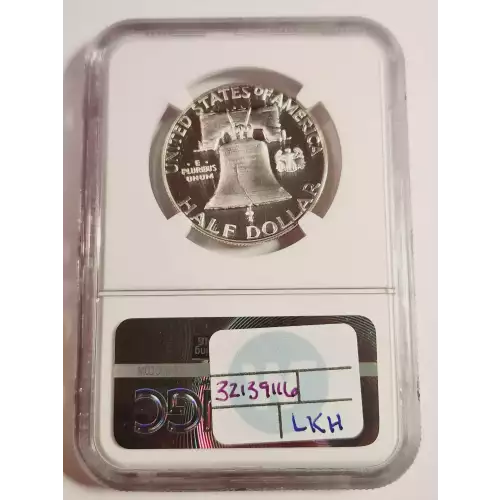 UNITED STATES OF AMERICA
E
PLURIBUS
UNUM
HALF DOLLAR
32139116
LKH